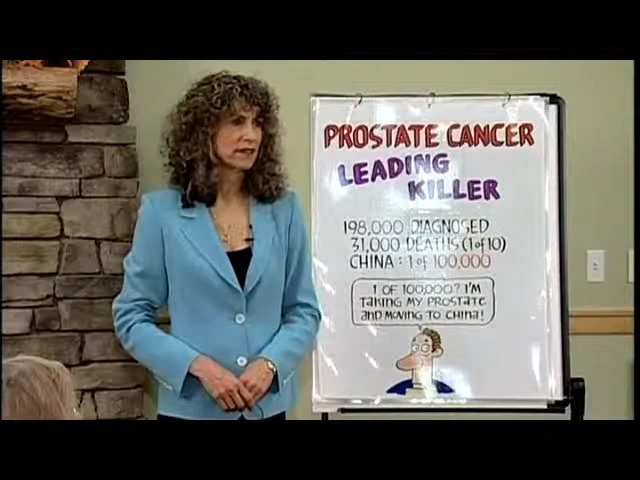 PROSTATE CANCER
LEADING
KILLER
198,000 DIAGNOSED
31,000 DEATHS (1 of 10)
CHINA: 1 of 100,000
1 OF 100,000? I'M
TAKING MY PROSTATE
AND MOVING TO CHINA!